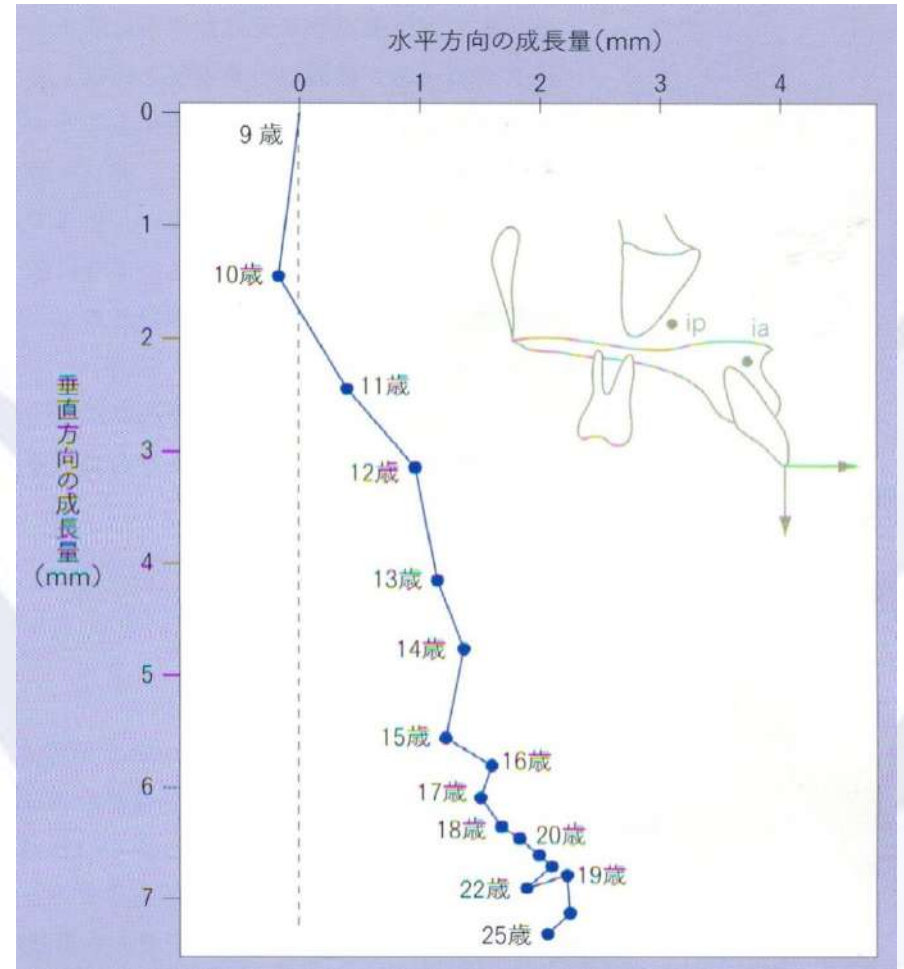 水平方向の成長量(mm)
0 1 2 3 4
0
9歳
1
10歳
ip
ia
2
11歳
垂直方向の成長量
(mm)
3
12歳
4
13歳
14歳
5
15歳
16歳
6
17歳
18歳
20歳
19歳
22歳
7
25歳